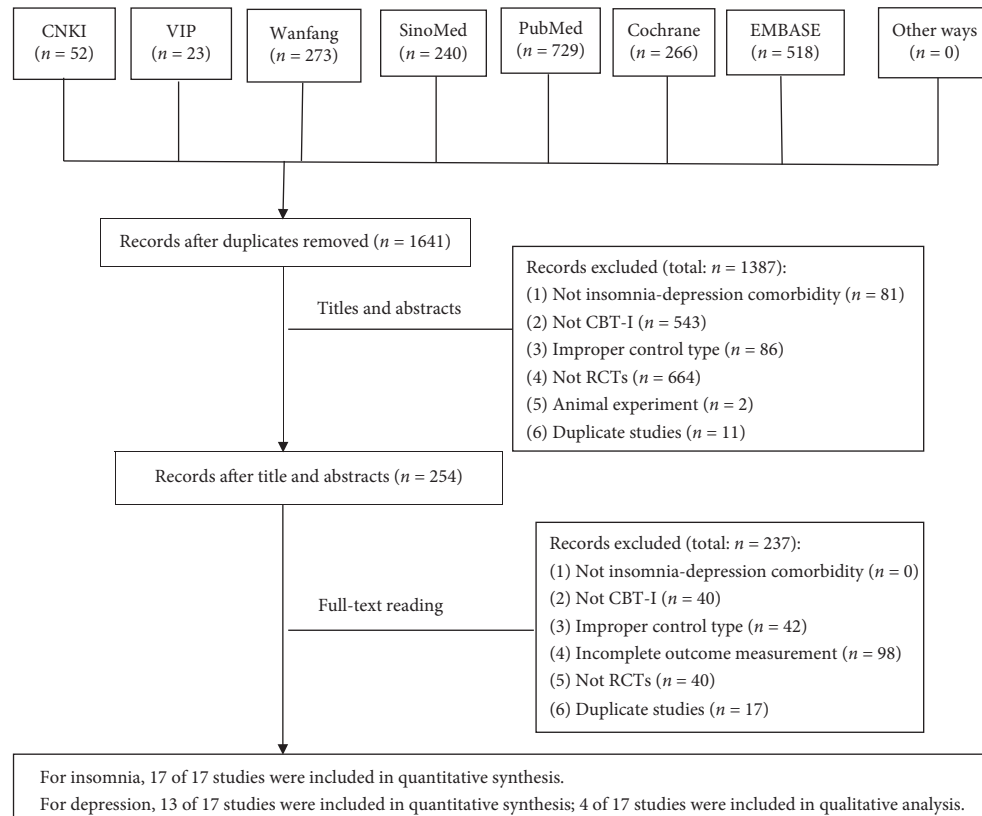 CNKI
(n = 52)
VIP
(n = 23)
Wanfang
(n = 273)
SinoMed
(n = 240)
PubMed
(n = 729)
Cochrane
(n = 266)
EMBASE
(n = 518)
Other ways
(n = 0)
Records after duplicates removed (n = 1641)
Titles and abstracts
Records excluded (total: n = 1387):
(1) Not insomnia-depression comorbidity (n = 81)
(2) Not CBT-I (n = 543)
(3) Improper control type (n = 86)
(4) Not RCTs (n = 664)
(5) Animal experiment (n = 2)
(6) Duplicate studies (n = 11)
Records after title and abstracts (n = 254)
Full-text reading
Records excluded (total: n = 237):
(1) Not insomnia-depression comorbidity (n = 0)
(2) Not CBT-I (n = 40)
(3) Improper control type (n = 42)
(4) Incomplete outcome measurement (n = 98)
(5) Not RCTs (n = 40)
(6) Duplicate studies (n = 17)
For insomnia, 17 of 17 studies were included in quantitative synthesis.
For depression, 13 of 17 studies were included in quantitative synthesis; 4 of 17 studies were included in qualitative analysis.